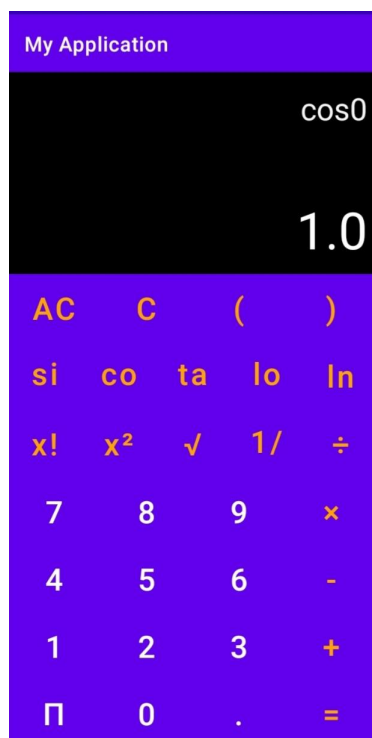 My Application
cos0
1.0
AC C ( )
si co ta lo ln
x! x² √ 1/ ÷
7 8 9 ×
4 5 6 -
1 2 3 +
П 0 . =